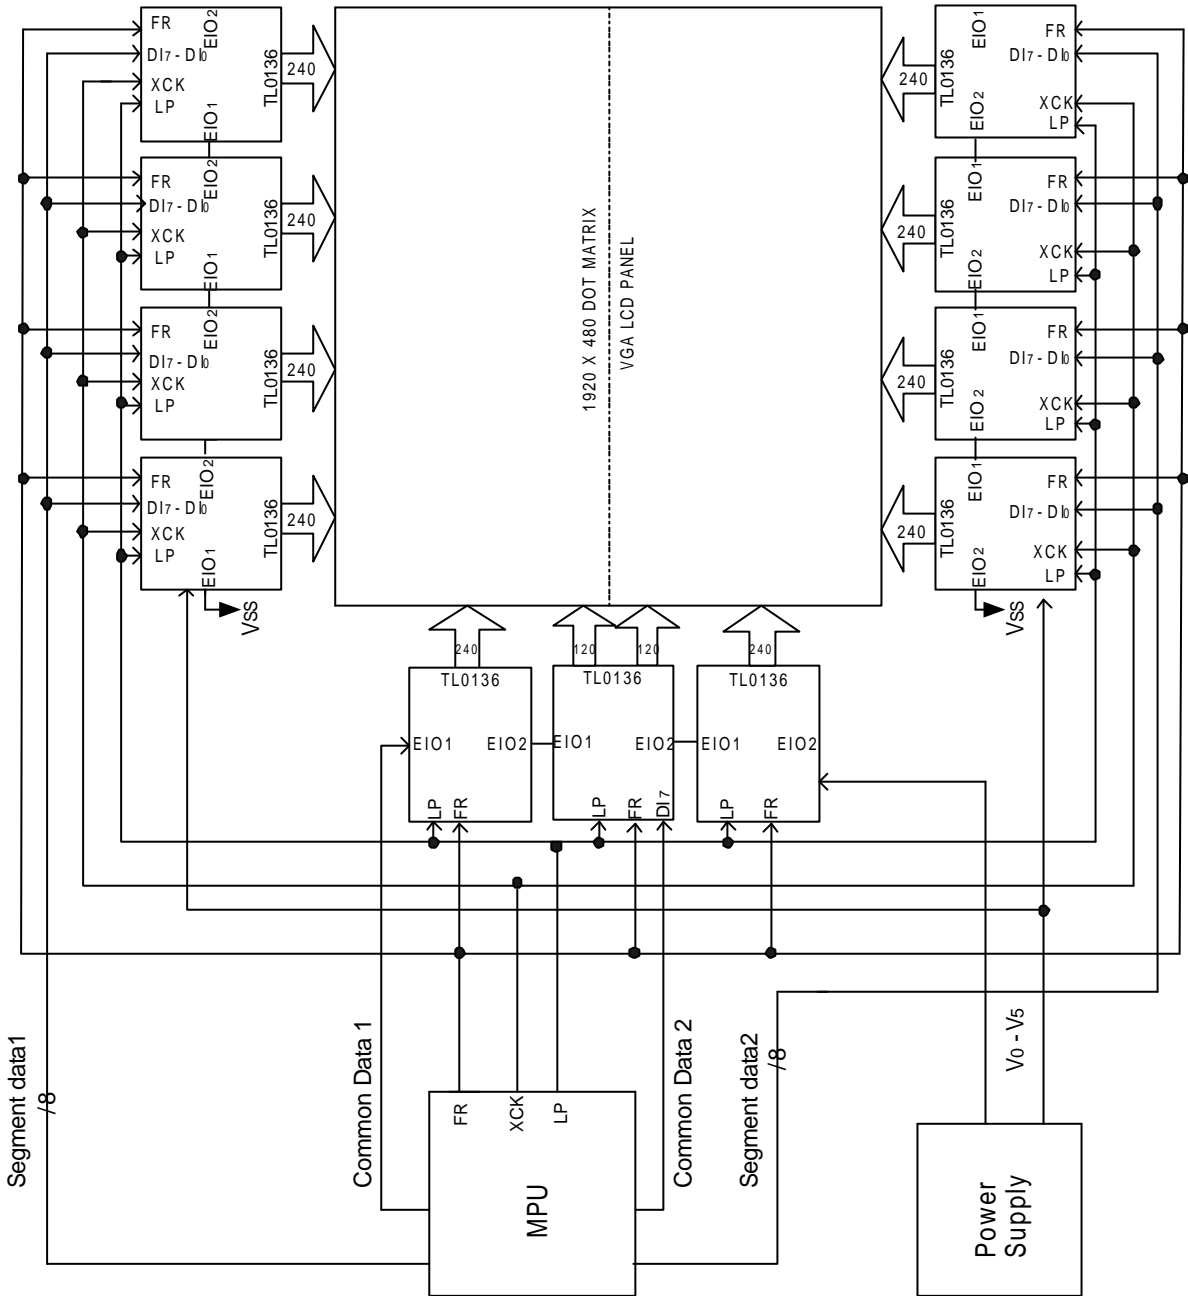 FR
DI7-DI0
XCK
LP
EIO2
EIO1
TL0136
240
FR
DI7-DI0
XCK
LP
EIO2
EIO1
TL0136
240
FR
DI7-DI0
XCK
LP
EIO2
TL0136
240
FR
DI7-DI0
XCK
LP
EIO2
EIO1
TL0136
240
VSS
1920 X 480 DOT MATRIX
VGA LCD PANEL
240
TL0136
EIO1
EIO2
FR
DI7-DI0
XCK
LP
240
TL0136
EIO1
EIO2
FR
DI7-DI0
XCK
LP
240
TL0136
EIO1
EIO2
FR
DI7-DI0
XCK
LP
240
TL0136
EIO1
EIO2
FR
DI7-DI0
XCK
LP
VSS
240
TL0136
EIO1
EIO2
LP
FR
120
120
TL0136
EIO1
EIO2
LP
FR
DI7
240
TL0136
EIO1
EIO2
LP
FR
Segment data1
/8
Common Data 1
Common Data 2
Segment data2
/8
V0 - V5
FR
XCK
LP
MPU
Power
Supply